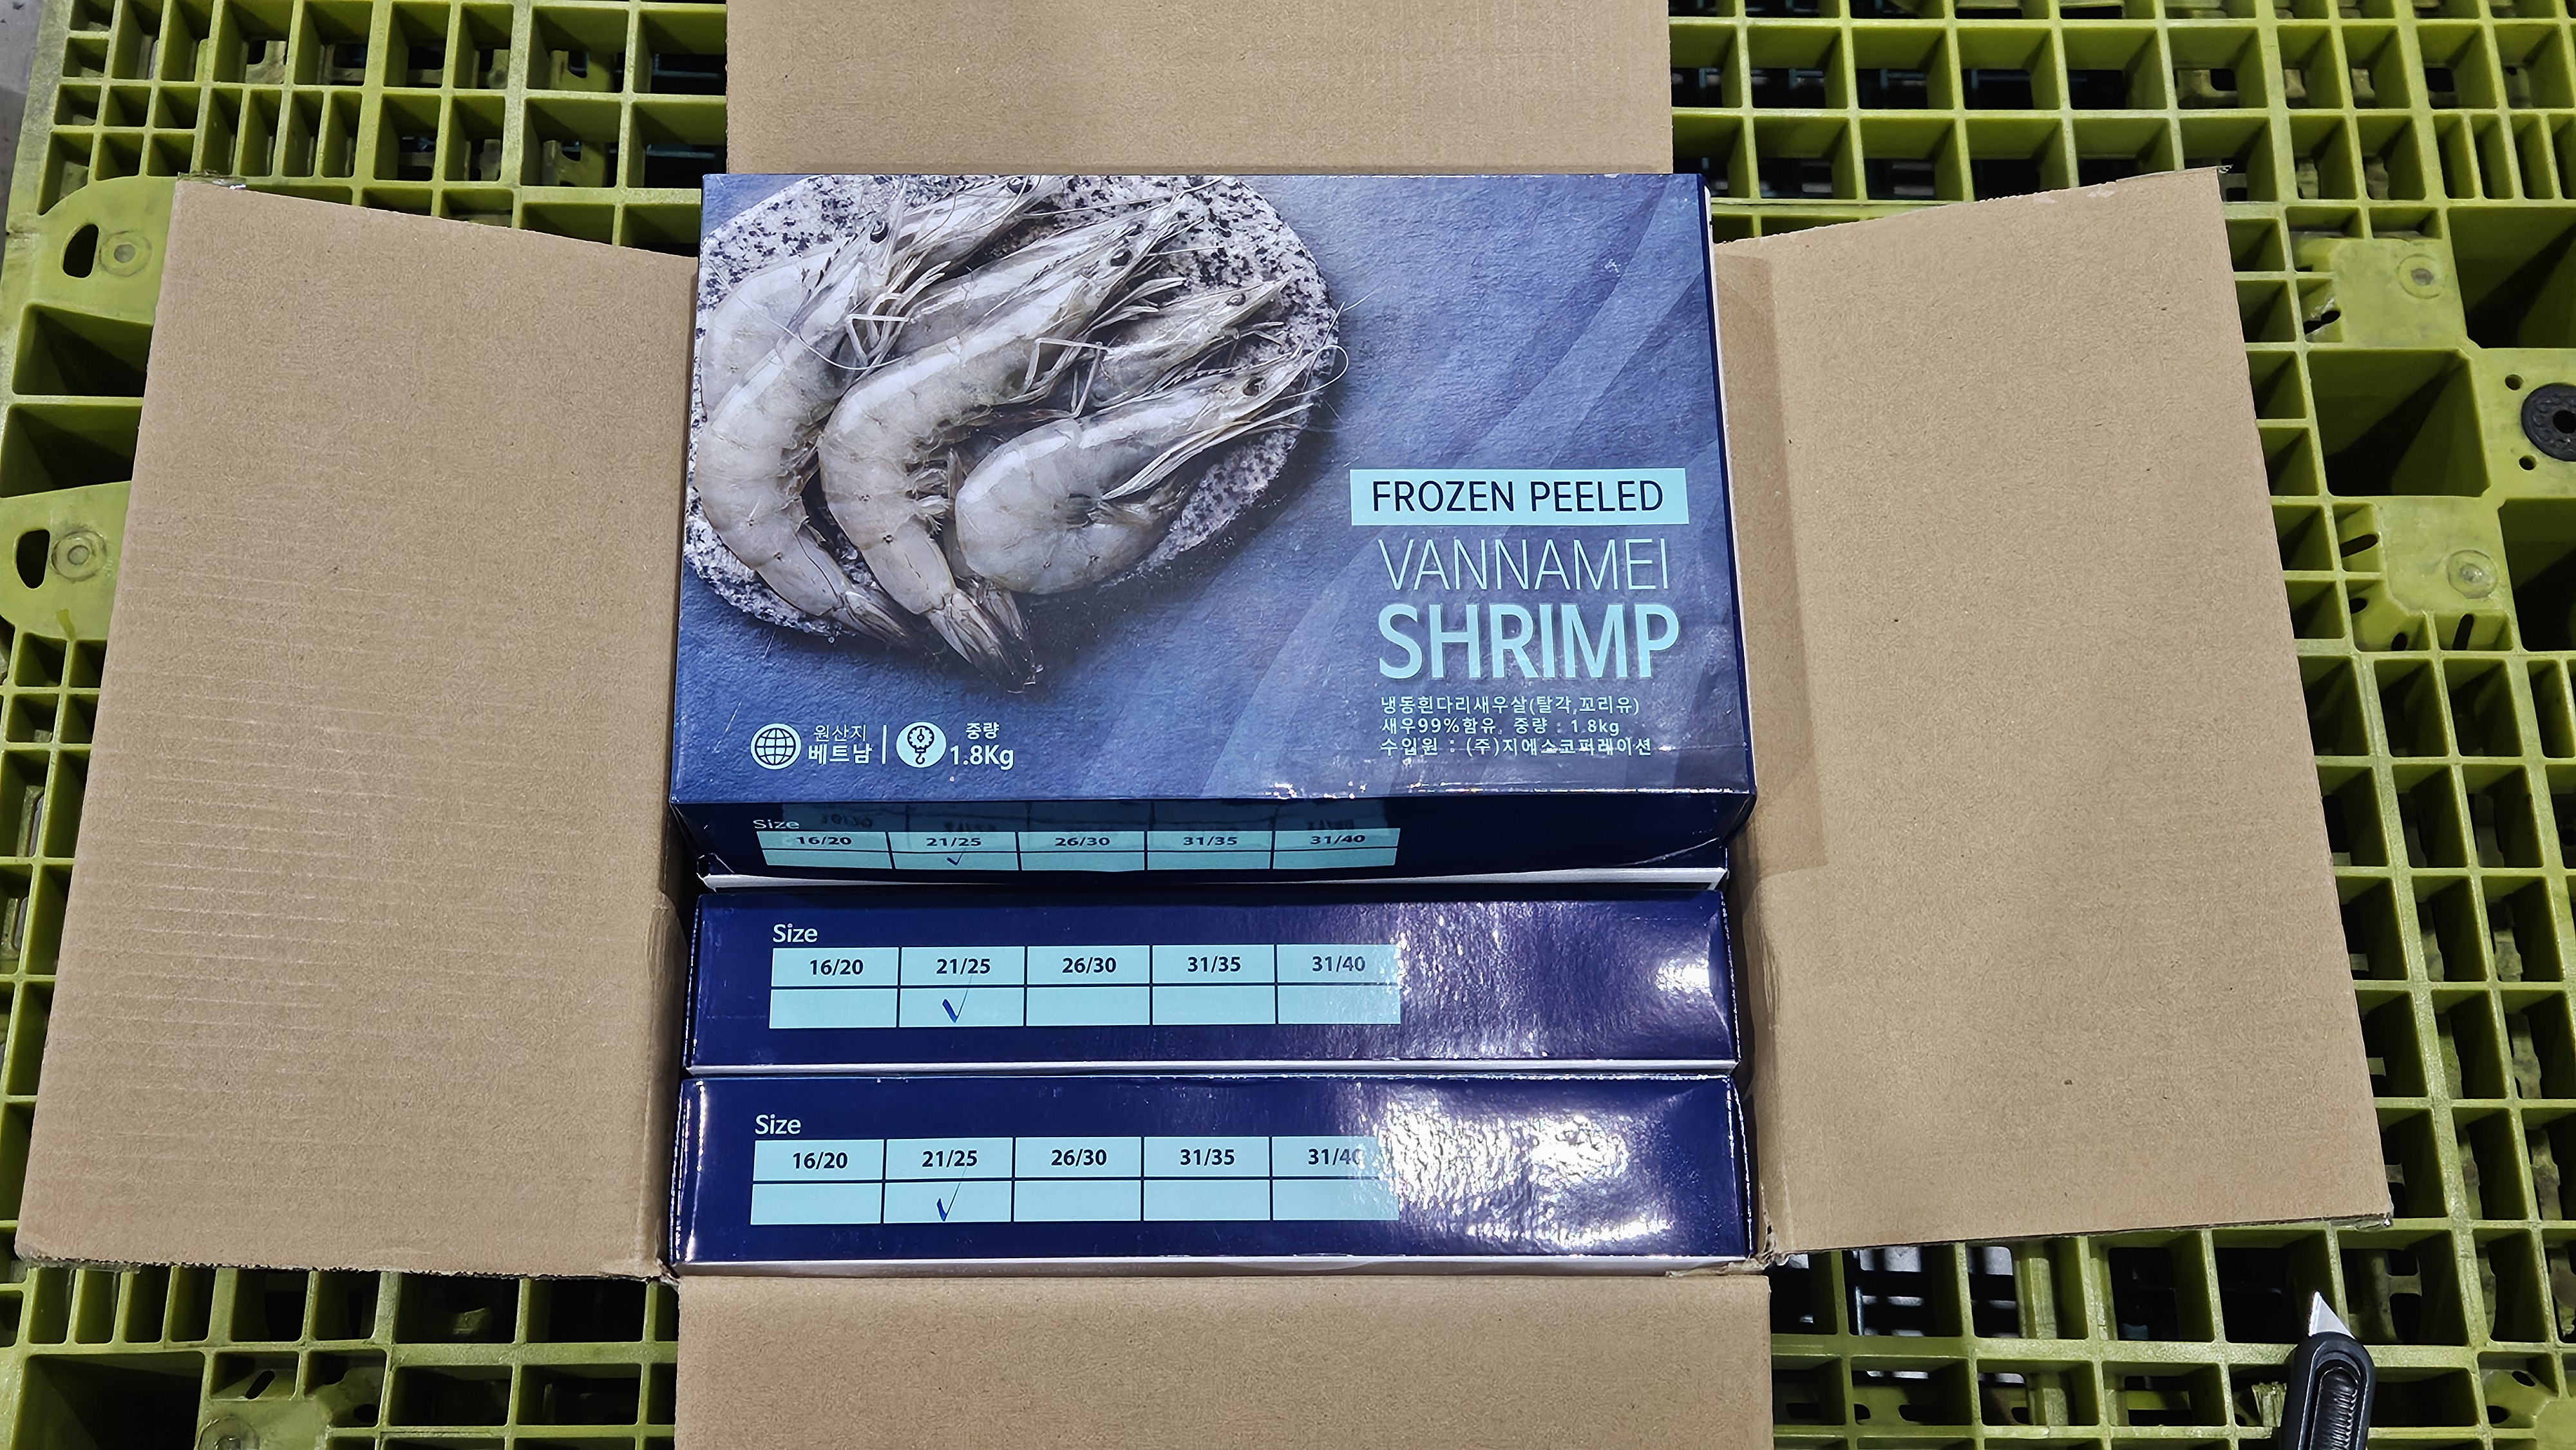 FROZEN PEELED
VANNAMEI
SHRIMP
냉동흰다리새우살(탈각,꼬리유)
새우99%함유, 중량 : 1.8kg
수입원 : (주)지에스코퍼레이션
원산지
베트남
중량
1.8Kg
Size
16/20 21/25 26/30 31/35 31/40
Size
16/20 21/25 26/30 31/35 31/40
Size
16/20 21/25 26/30 31/35 31/40